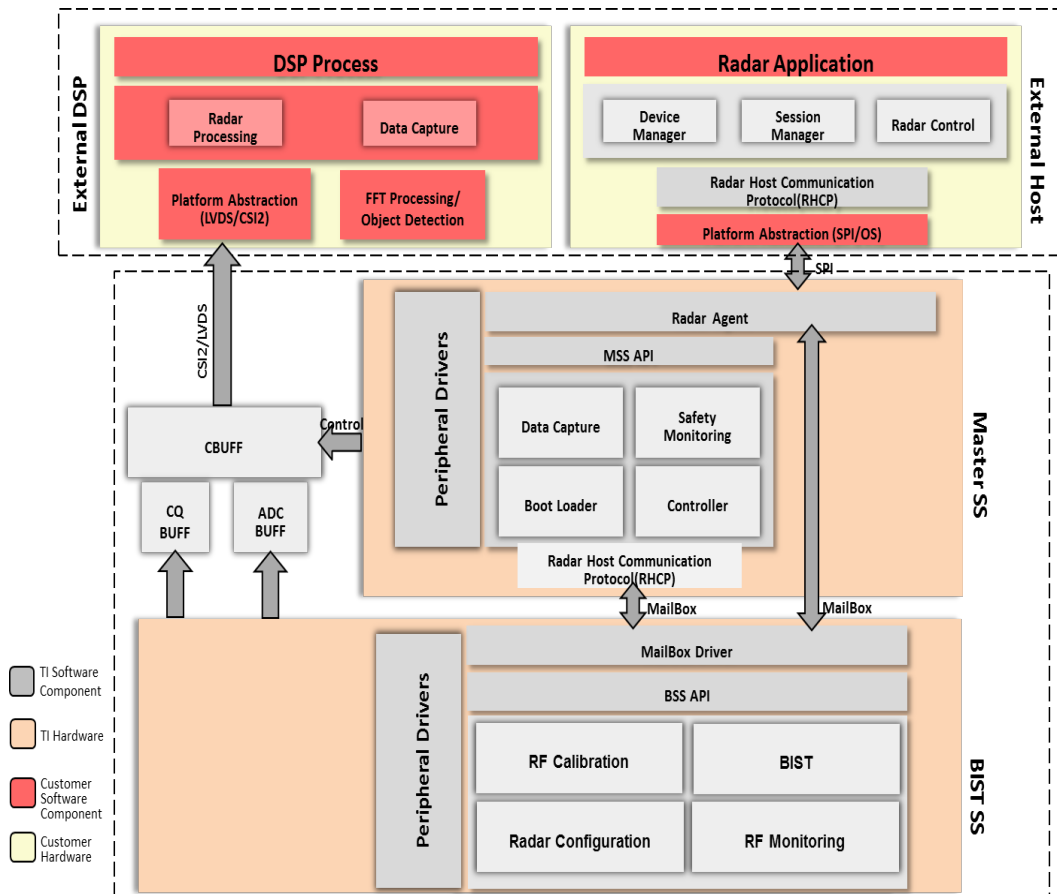 External DSP
DSP Process
Radar
Processing
Data Capture
Platform Abstraction
(LVDS/CSI2)
FFT Processing/
Object Detection
External Host
Radar Application
Device
Manager
Session
Manager
Radar Control
Radar Host Communication
Protocol(RHCP)
Platform Abstraction (SPI/OS)
SPI
CSI2/LVDS
Control
CBUFF
CQ
BUFF
ADC
BUFF
Master SS
Peripheral Drivers
Radar Agent
MSS API
Data Capture
Safety
Monitoring
Boot Loader
Controller
Radar Host Communication
Protocol(RHCP)
MailBox
MailBox
BIST SS
Peripheral Drivers
MailBox Driver
BSS API
RF Calibration
BIST
Radar Configuration
RF Monitoring
TI Software
Component
TI Hardware
Customer
Software
Component
Customer
Hardware